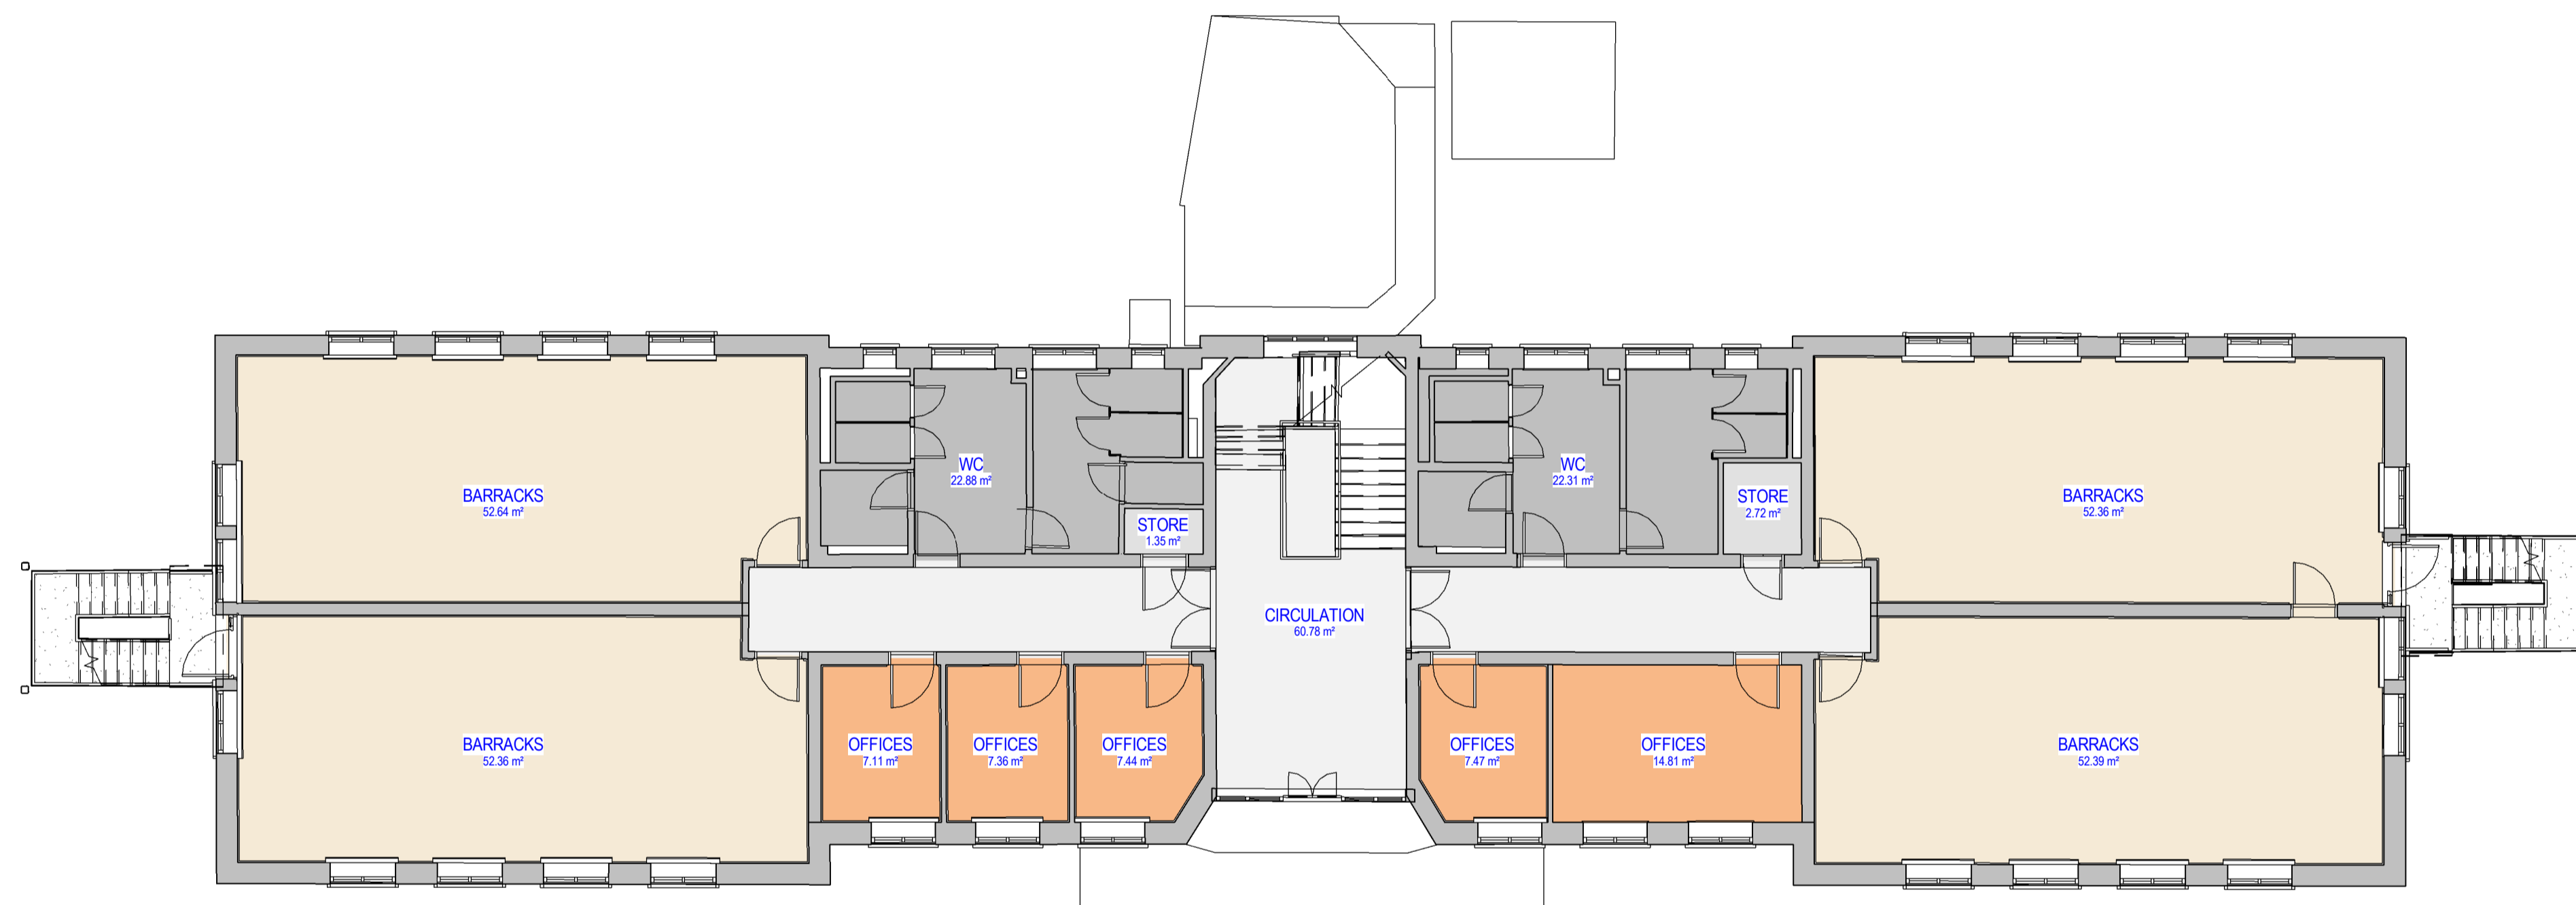 BARRACKS
52.64 m²
WC
22.88 m²
STORE
1.35 m²
WC
22.31 m²
STORE
2.72 m²
BARRACKS
52.36 m²
CIRCULATION
60.78 m²
BARRACKS
52.36 m²
OFFICES
7.11 m²
OFFICES
7.36 m²
OFFICES
7.44 m²
OFFICES
7.47 m²
OFFICES
14.81 m²
BARRACKS
52.39 m²